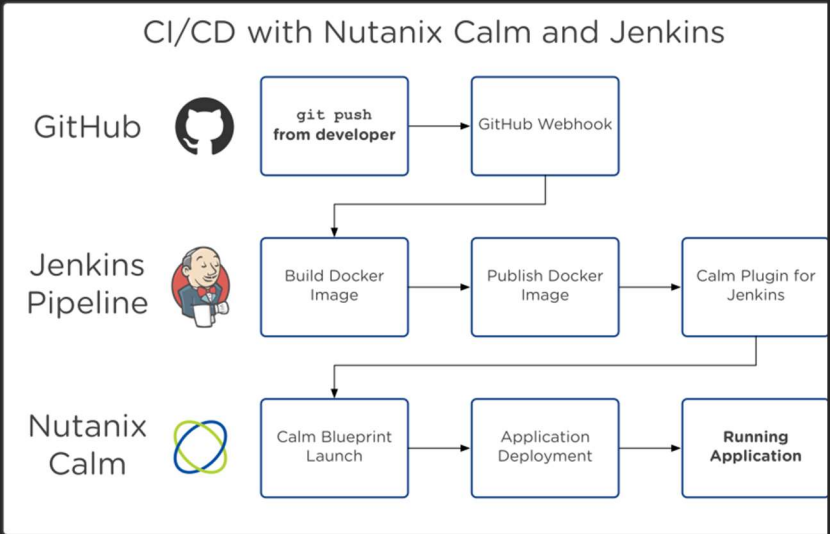 CI/CD with Nutanix Calm and Jenkins
GitHub
git push
from developer
GitHub Webhook
Jenkins
Pipeline
Build Docker
Image
Publish Docker
Image
Calm Plugin for
Jenkins
Nutanix
Calm
Calm Blueprint
Launch
Application
Deployment
Running
Application